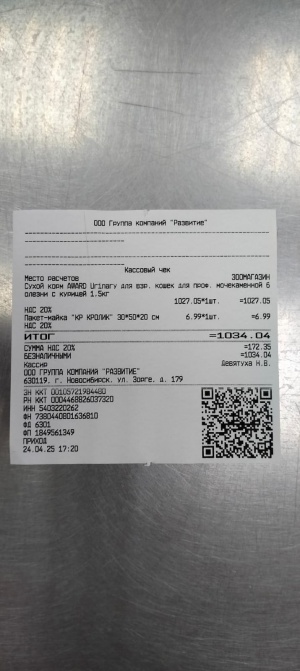 ООО Группа компаний "Развитие"
Кассовый чек
Место расчетов ЗООМАГАЗИН
Сухой корм AWARD Urinary для взр. кошек для проф. мочекаменной б
олезни с курицей 1.5кг
1027.05*1шт. =1027.05
НДС 20%
Пакет-майка "КР КРОЛИК" 30*50*20 см 6.99*1шт. =6.99
НДС 20%
ИТОГ =1034.04
СУММА НДС 20% =172.35
БЕЗНАЛИЧНЫМИ =1034.04
Кассир Девятуха Н.В.
ООО ГРУППА КОМПАНИЙ "РАЗВИТИЕ"
630119. г. Новосибирск. ул. Зорге. д. 179
ЗН ККТ 00105721984480
РН ККТ 0004468826037320
ИНН 5403220262
ФН 7380440801636810
ФД 6301
ФП 1849561349
ПРИХОД
24.04.25 17:20